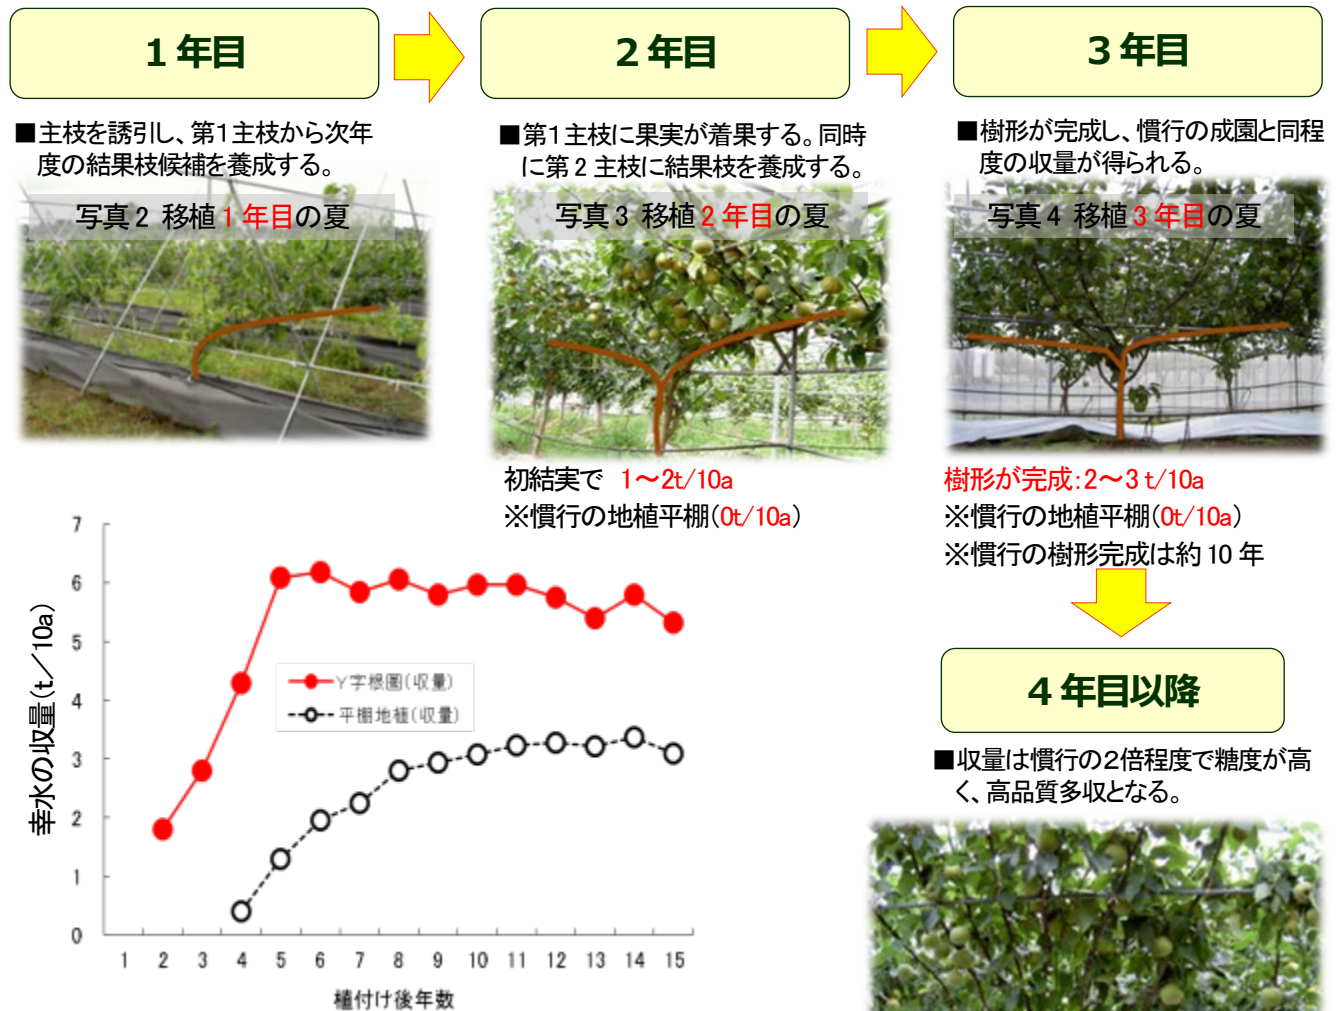 1年目
2年目
3年目
■主枝を誘引し、第1主枝から次年
度の結果枝候補を養成する。
写真2 移植1年目の夏
■第1主枝に果実が着果する。同時
に第2主枝に結果枝を養成する。
写真3 移植2年目の夏
初結実で 1～2t/10a
※慣行の地植平棚(0t/10a)
■樹形が完成し、慣行の成園と同程
度の収量が得られる。
写真4 移植3年目の夏
樹形が完成:2～3t/10a
※慣行の地植平棚(0t/10a)
※慣行の樹形完成は約10年
4年目以降
■収量は慣行の2倍程度で糖度が高
く、高品質多収となる。
幸水の収量(t/10a)
7
6
5
4
3
2
1
0
Y字根圏(収量)
平棚地植(収量)
1 2 3 4 5 6 7 8 9 10 11 12 13 14 15
植付け後年数